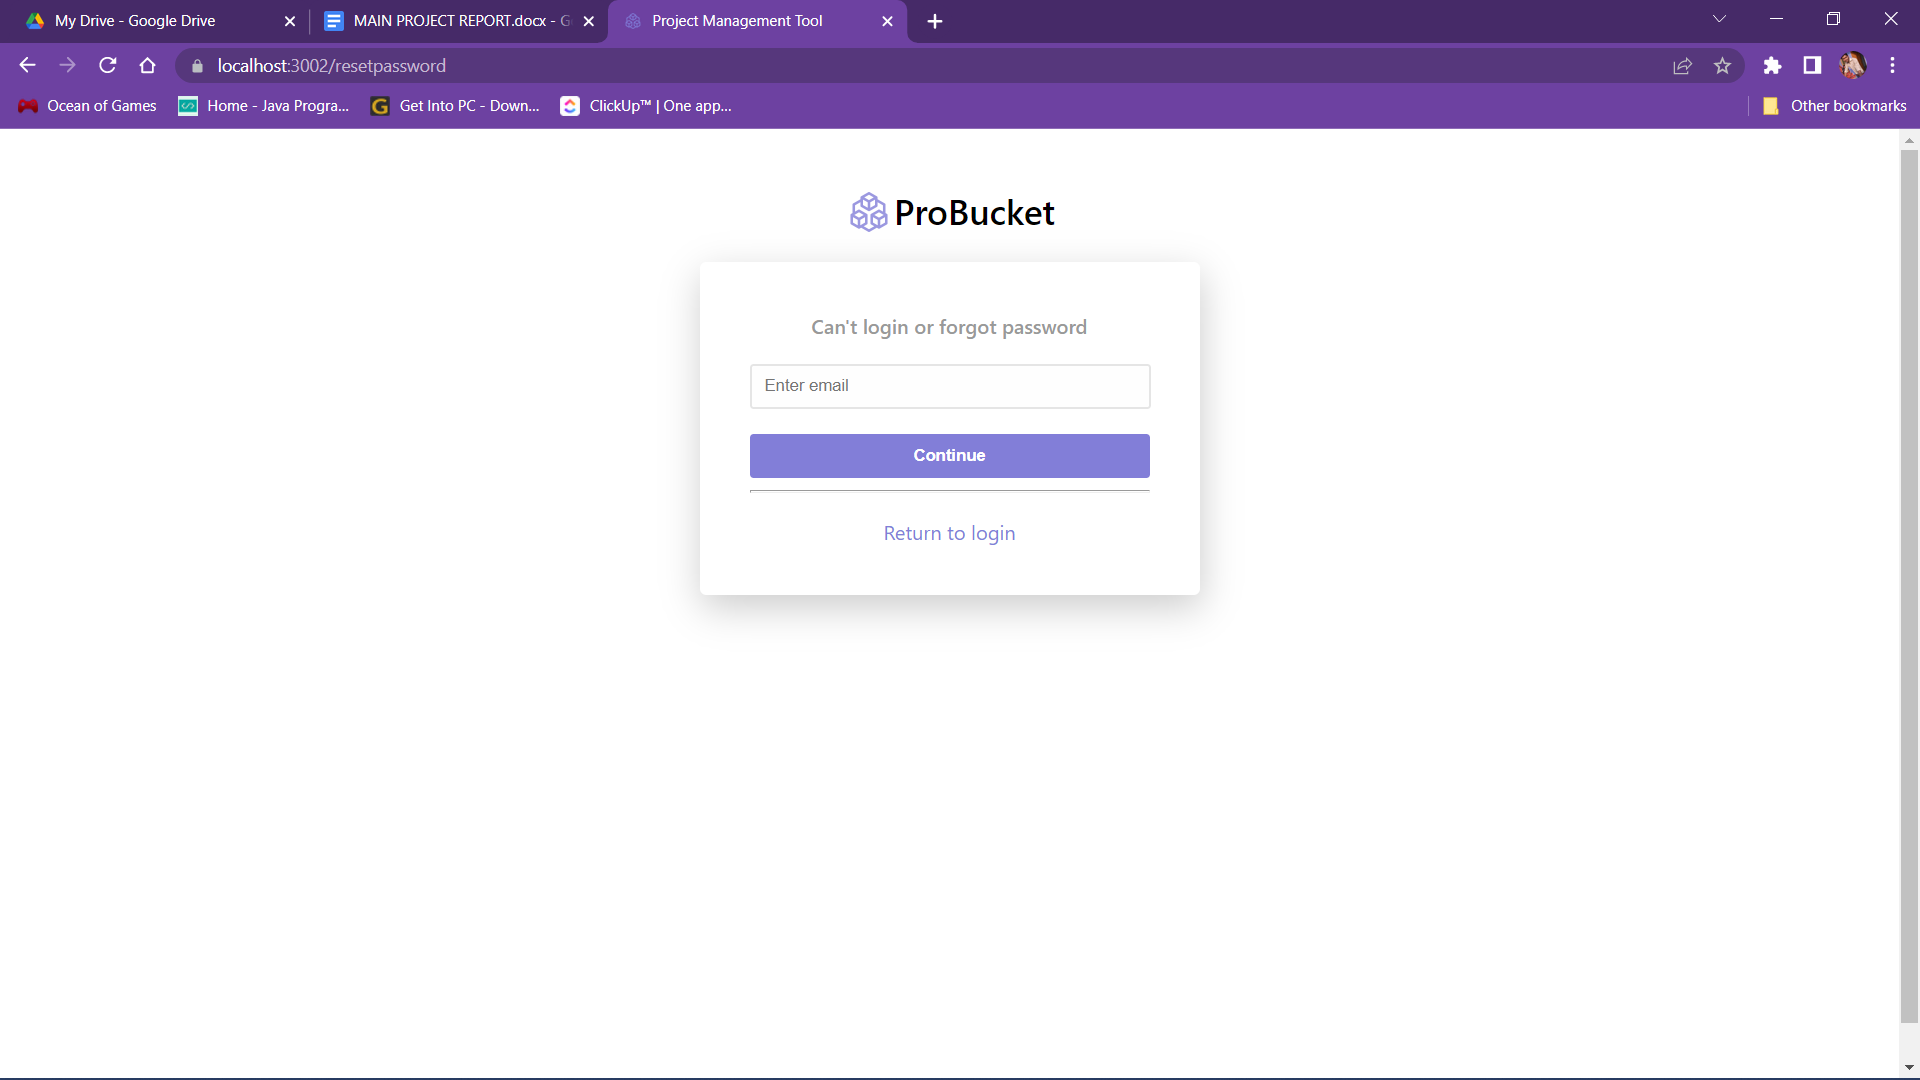 My Drive - Google Drive
MAIN PROJECT REPORT.docx - G
Project Management Tool
localhost:3002/resetpassword
Ocean of Games
Home - Java Progra...
Get Into PC - Down...
ClickUp™ | One app...
Other bookmarks
ProBucket
Can't login or forgot password
Enter email
Continue
Return to login